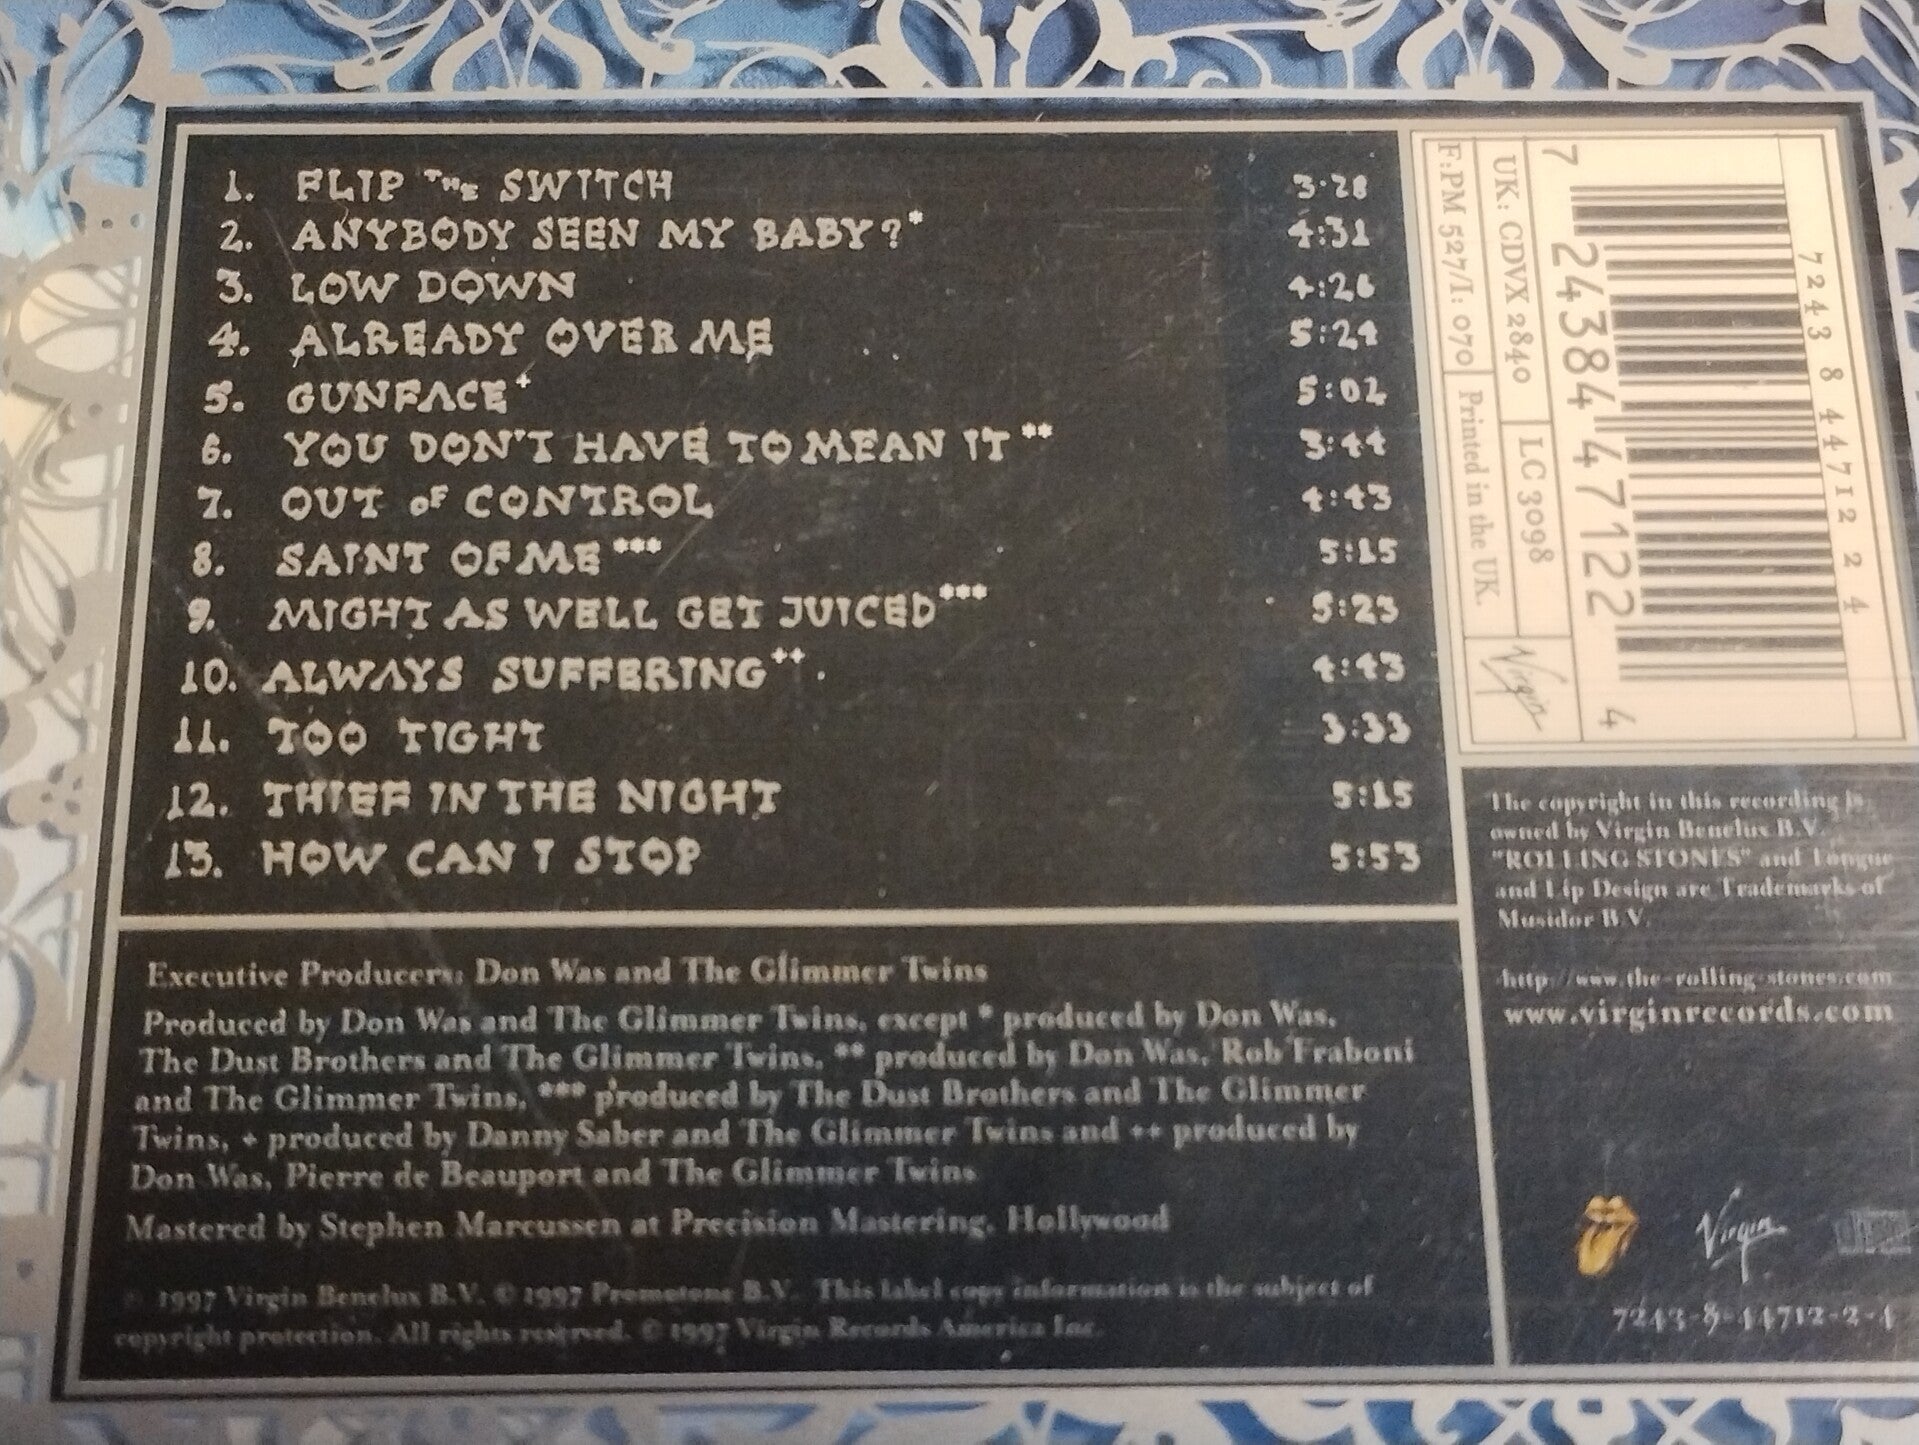 1. FLIP THE SWITCH 3:28
2. ANYBODY SEEN MY BABY?* 4:31
3. LOW DOWN 4:26
4. ALREADY OVER ME 5:24
5. GUNFACE+ 5:02
6. YOU DON'T HAVE TO MEAN IT** 3:44
7. OUT OF CONTROL 4:43
8. SAINT OF ME*** 5:15
9. MIGHT AS WELL GET JUICED*** 5:23
10. ALWAYS SUFFERING++ 4:43
11. TOO TIGHT 3:33
12. THIEF IN THE NIGHT 5:15
13. HOW CAN I STOP 5:53
Executive Producers: Don Was and The Glimmer Twins
Produced by Don Was and The Glimmer Twins, except * produced by Don Was,
The Dust Brothers and The Glimmer Twins, ** produced by Don Was, Rob Fraboni
and The Glimmer Twins, *** produced by The Dust Brothers and The Glimmer
Twins, + produced by Danny Saber and The Glimmer Twins and ++ produced by
Don Was, Pierre de Beauport and The Glimmer Twins
Mastered by Stephen Marcussen at Precision Mastering, Hollywood
1997 Virgin Benelux B.V. © 1997 Promotone B.V. This label copy information is the subject of
copyright protection. All rights reserved. © 1997 Virgin Records America Inc.
7243 8 44712 2 4
7 24384 47122 4
UK: CDVX 2840
LC 3098
F: PM 527/I: 070
Printed in the UK.
Virgin
The copyright in this recording is
owned by Virgin Benelux B.V.
"ROLLING STONES" and Tongue
and Lip Design are Trademarks of
Musidor B.V.
http://www.the-rolling-stones.com
www.virginrecords.com
Virgin
7243-8-44712-2-4